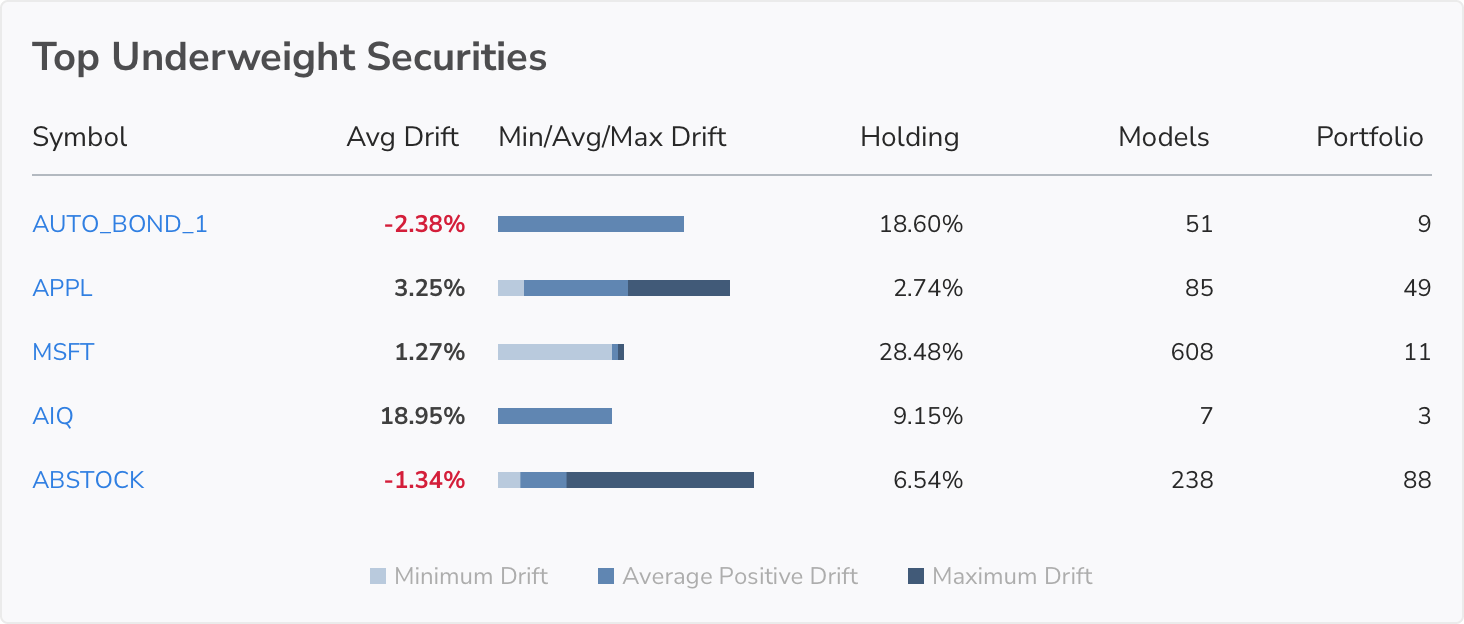 Top Underweight Securities
Symbol Avg Drift Min/Avg/Max Drift Holding Models Portfolio
AUTO_BOND_1 -2.38% 18.60% 51 9
APPL 3.25% 2.74% 85 49
MSFT 1.27% 28.48% 608 11
AIQ 18.95% 9.15% 7 3
ABSTOCK -1.34% 6.54% 238 88
Minimum Drift Average Positive Drift Maximum Drift